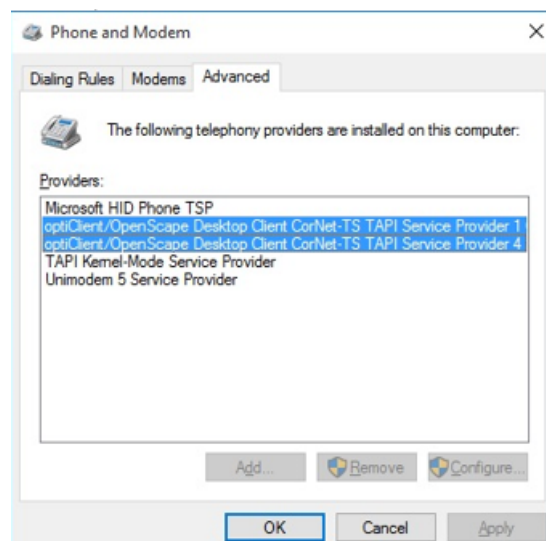 Phone and Modem
Dialing Rules Modems Advanced
The following telephony providers are installed on this computer:
Providers:
Microsoft HID Phone TSP
optiClient/OpenScape Desktop Client CorNet-TS TAPI Service Provider 1
optiClient/OpenScape Desktop Client CorNet-TS TAPI Service Provider 4
TAPI Kernel-Mode Service Provider
Unimodem 5 Service Provider
Add... Remove Configure...
OK Cancel Apply